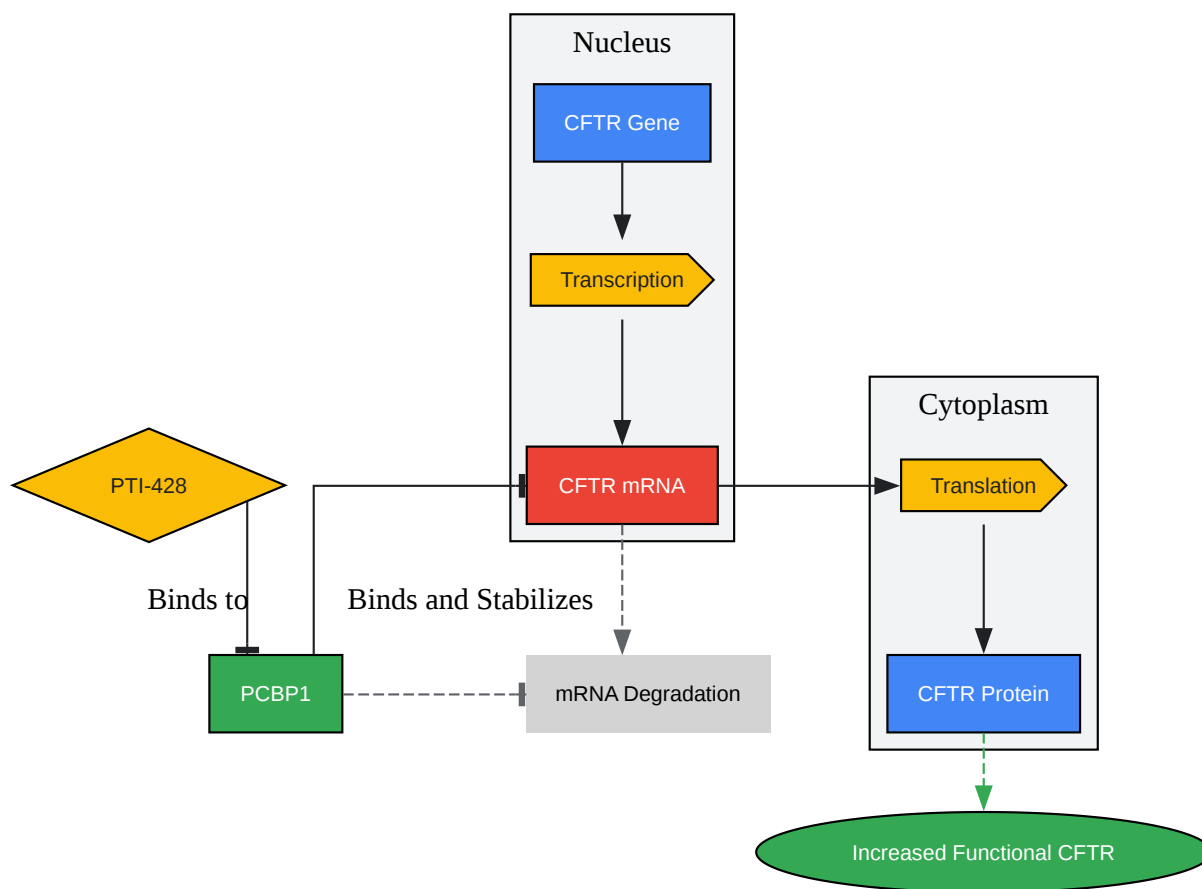 Nucleus
CFTR Gene
Transcription
Cytoplasm
PTI-428
CFTR mRNA
Translation
Binds to
Binds and Stabilizes
PCBP1
mRNA Degradation
CFTR Protein
Increased Functional CFTR